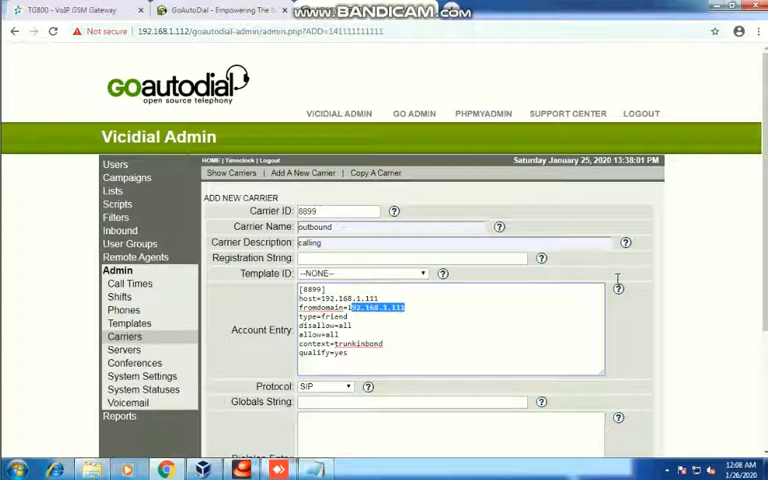 www.BANDICAM.com
TG800 - VoIP GSM Gateway
GoAutoDial - Empowering The
Not secure 192.168.1.112/goautodial-admin/admin.php?ADD=141111111111
GOautodial
open source telephony
VICIDIAL ADMIN GO ADMIN PHPMYADMIN SUPPORT CENTER LOGOUT
Vicidial Admin
HOME | Timeclock | Logout Saturday January 25, 2020 13:38:01 PM
Show Carriers | Add A New Carrier | Copy A Carrier
Users
Campaigns
Lists
Scripts
Filters
Inbound
User Groups
Remote Agents
Admin
Call Times
Shifts
Phones
Templates
Carriers
Servers
Conferences
System Settings
System Statuses
Voicemail
Reports
ADD NEW CARRIER
Carrier ID: 8899
Carrier Name: outbound
Carrier Description: calling
Registration String:
Template ID: --NONE--
Account Entry:
[8899]
host=192.168.1.111
fromdomain=192.168.1.111
type=friend
disallow=all
allow=all
context=trunkinbond
qualify=yes
Protocol: SIP
Globals String:
12:08 AM
1/26/2020